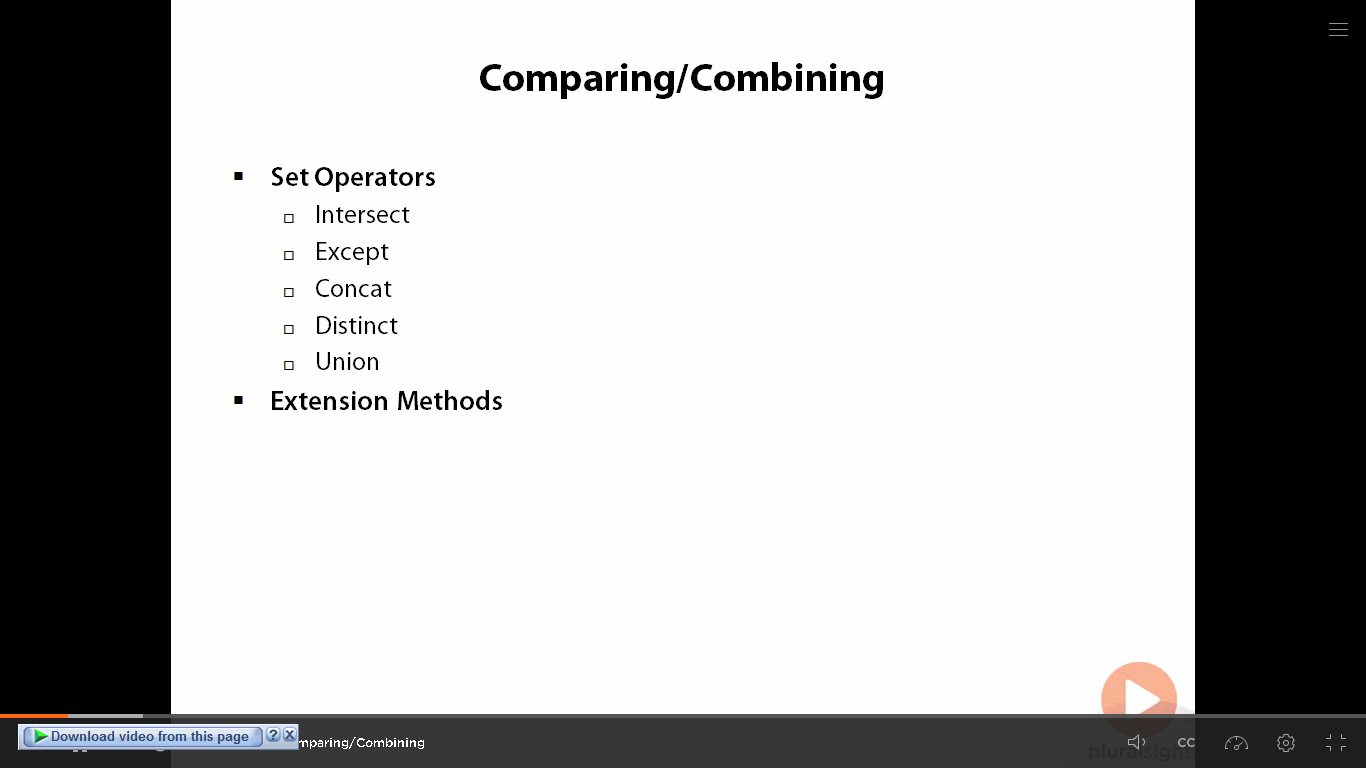 Comparing/Combining
Set Operators
Intersect
Except
Concat
Distinct
Union
Extension Methods
pluralsight
Download video from this page ? X
mparing/Combining
CC